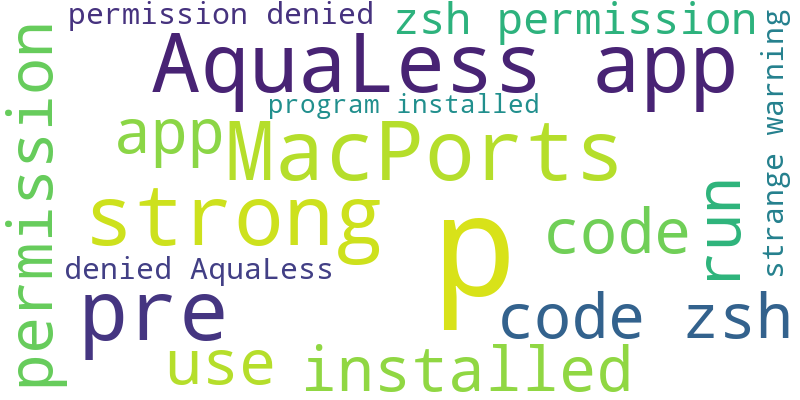 permission denied
zsh permission
AquaLess app
permission
strange warning
program installed
app
MacPorts
strong
p
code
run
denied AquaLess
pre
code zsh
use
installed